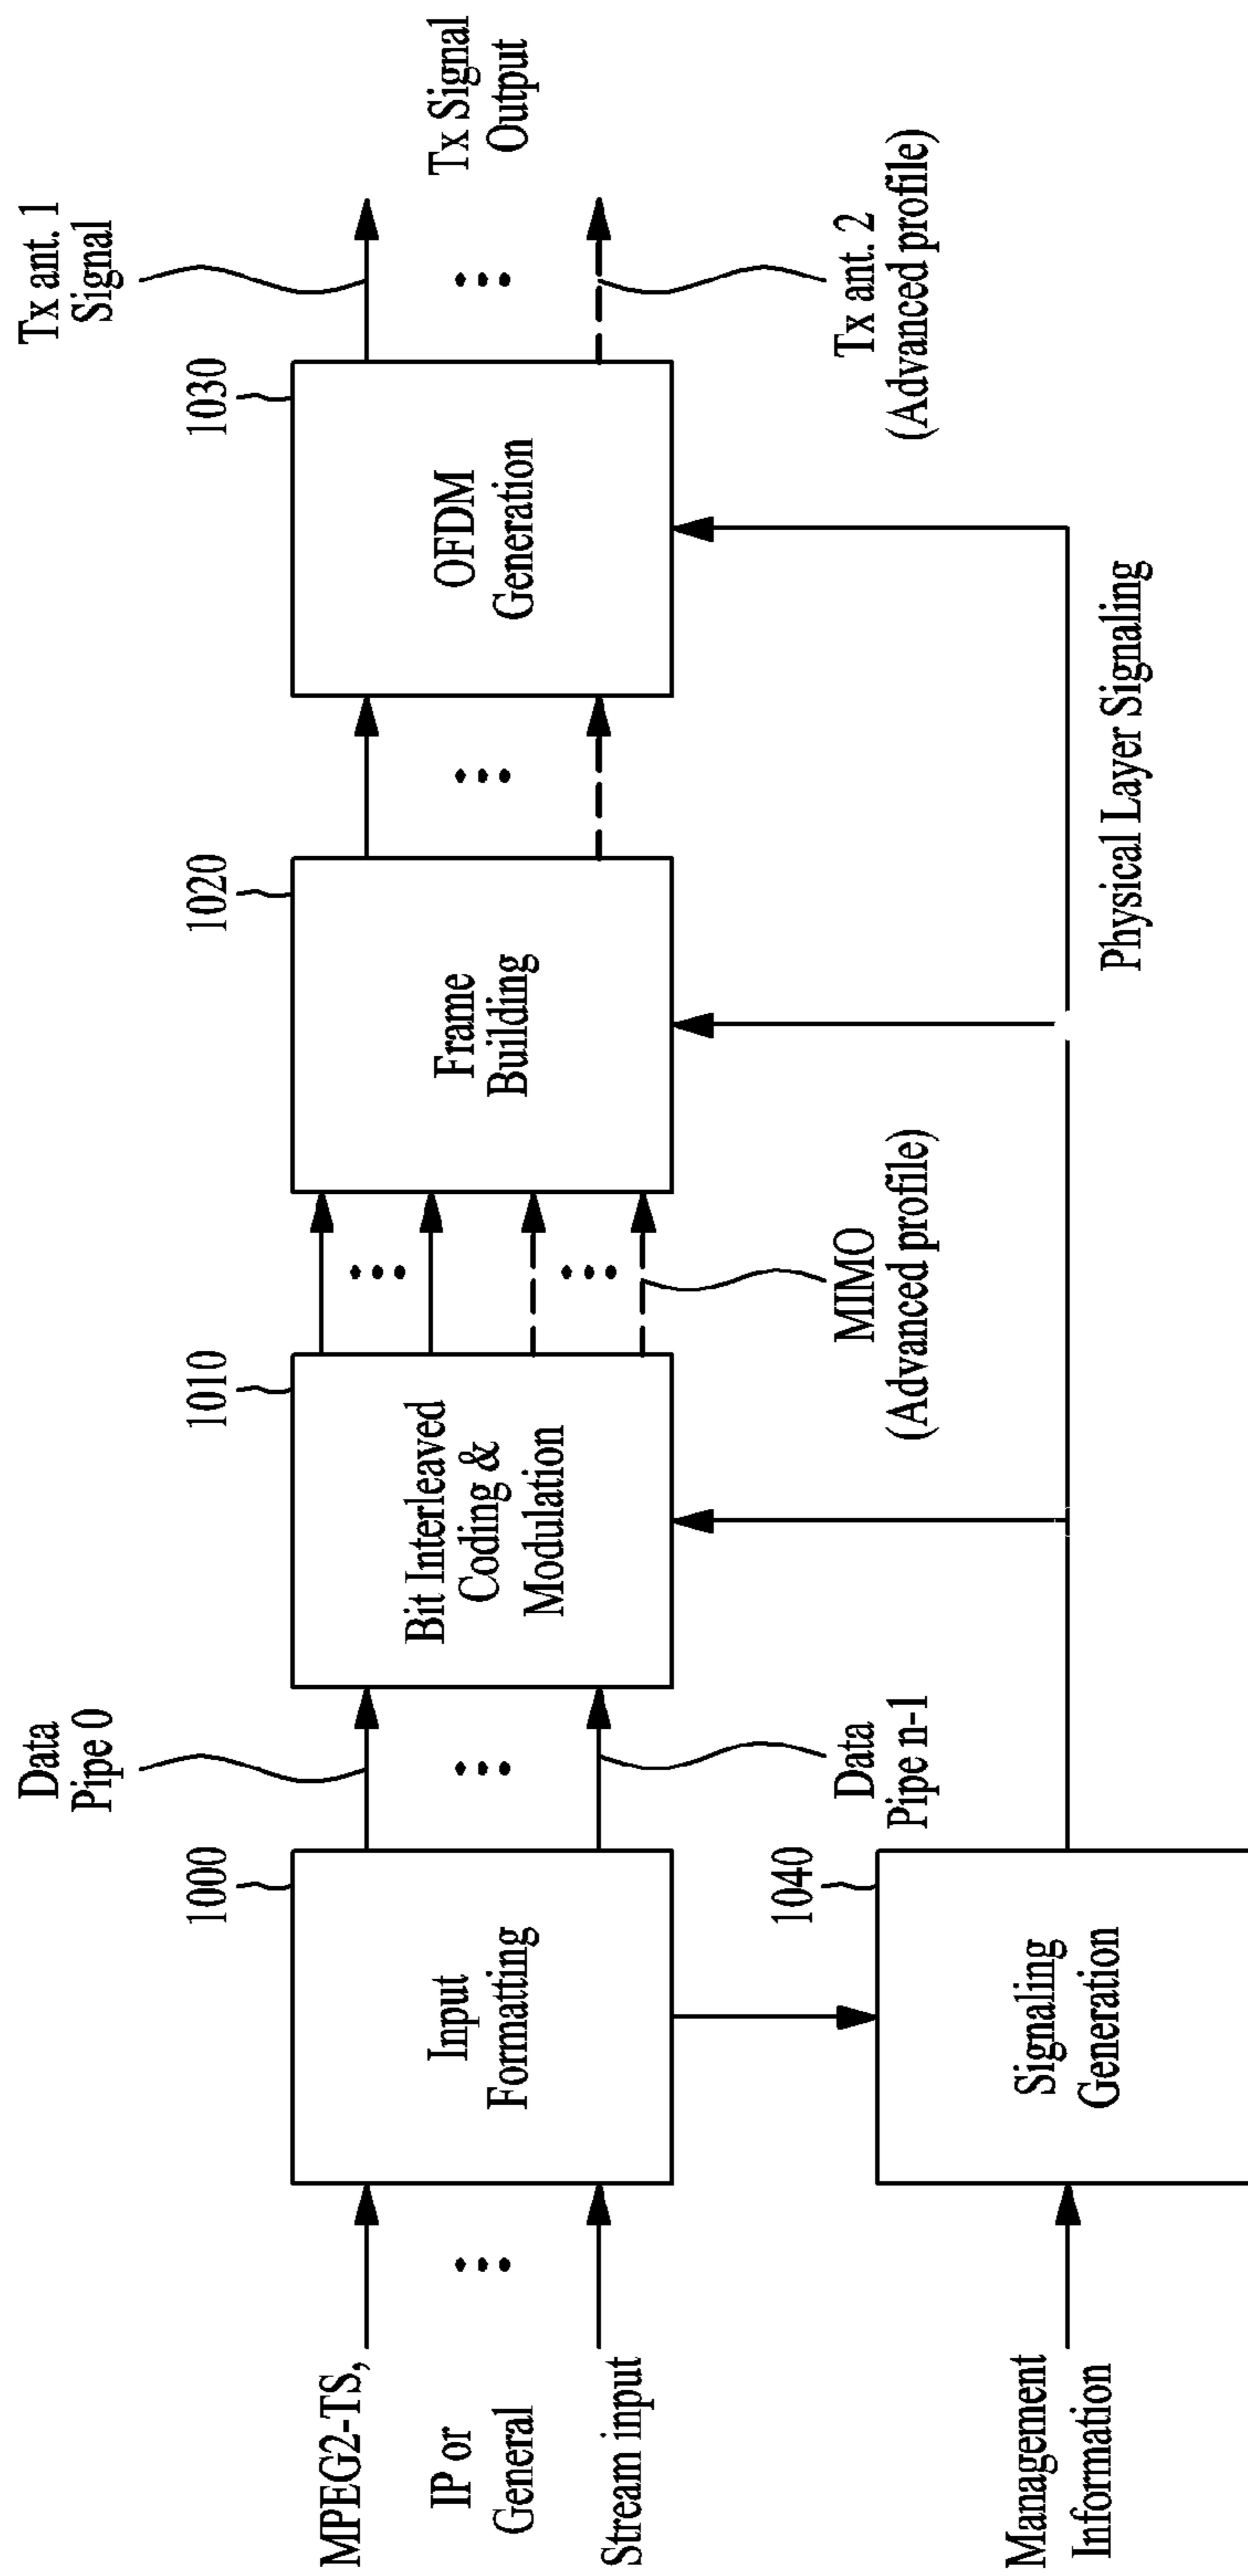 MPEG2-TS,
IP or
General
Stream input
Management
Information
1000
Input
Formatting
1040
Signaling
Generation
Data
Pipe 0
Data
Pipe n-1
1010
Bit Interleaved
Coding &
Modulation
MIMO
(Advanced profile)
1020
Frame
Building
Physical Layer Signaling
1030
OFDM
Generation
Tx ant. 1
Signal
Tx Signal
Output
Tx ant. 2
(Advanced profile)